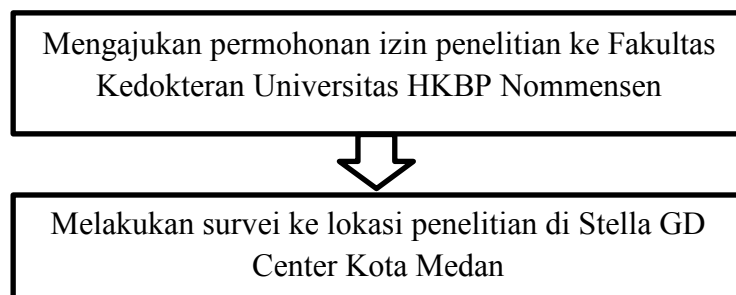 Mengajukan permohonan izin penelitian ke Fakultas
Kedokteran Universitas HKBP Nommensen
Melakukan survei ke lokasi penelitian di Stella GD
Center Kota Medan